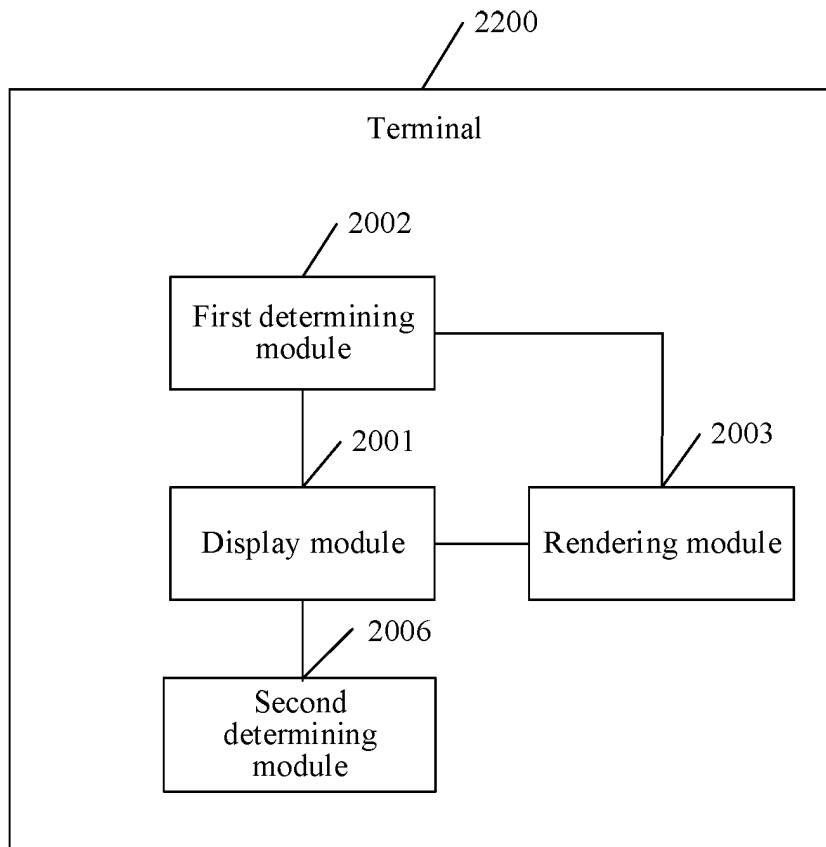 2200
Terminal
2002
First determining
module
2001
2003
Display module
Rendering module
2006
Second
determining
module